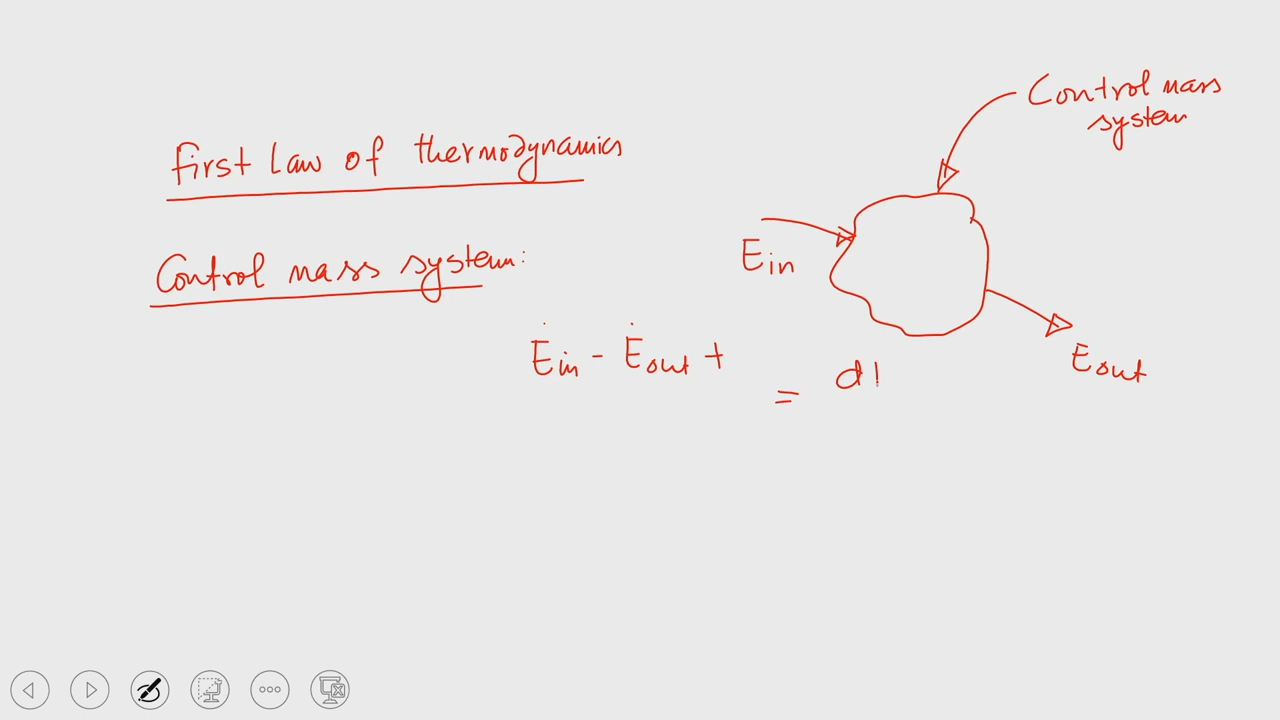 Control mass
system
first law of thermodynamics
Control mass system:
Ein
Ėin - Ėout +
= d
Eout